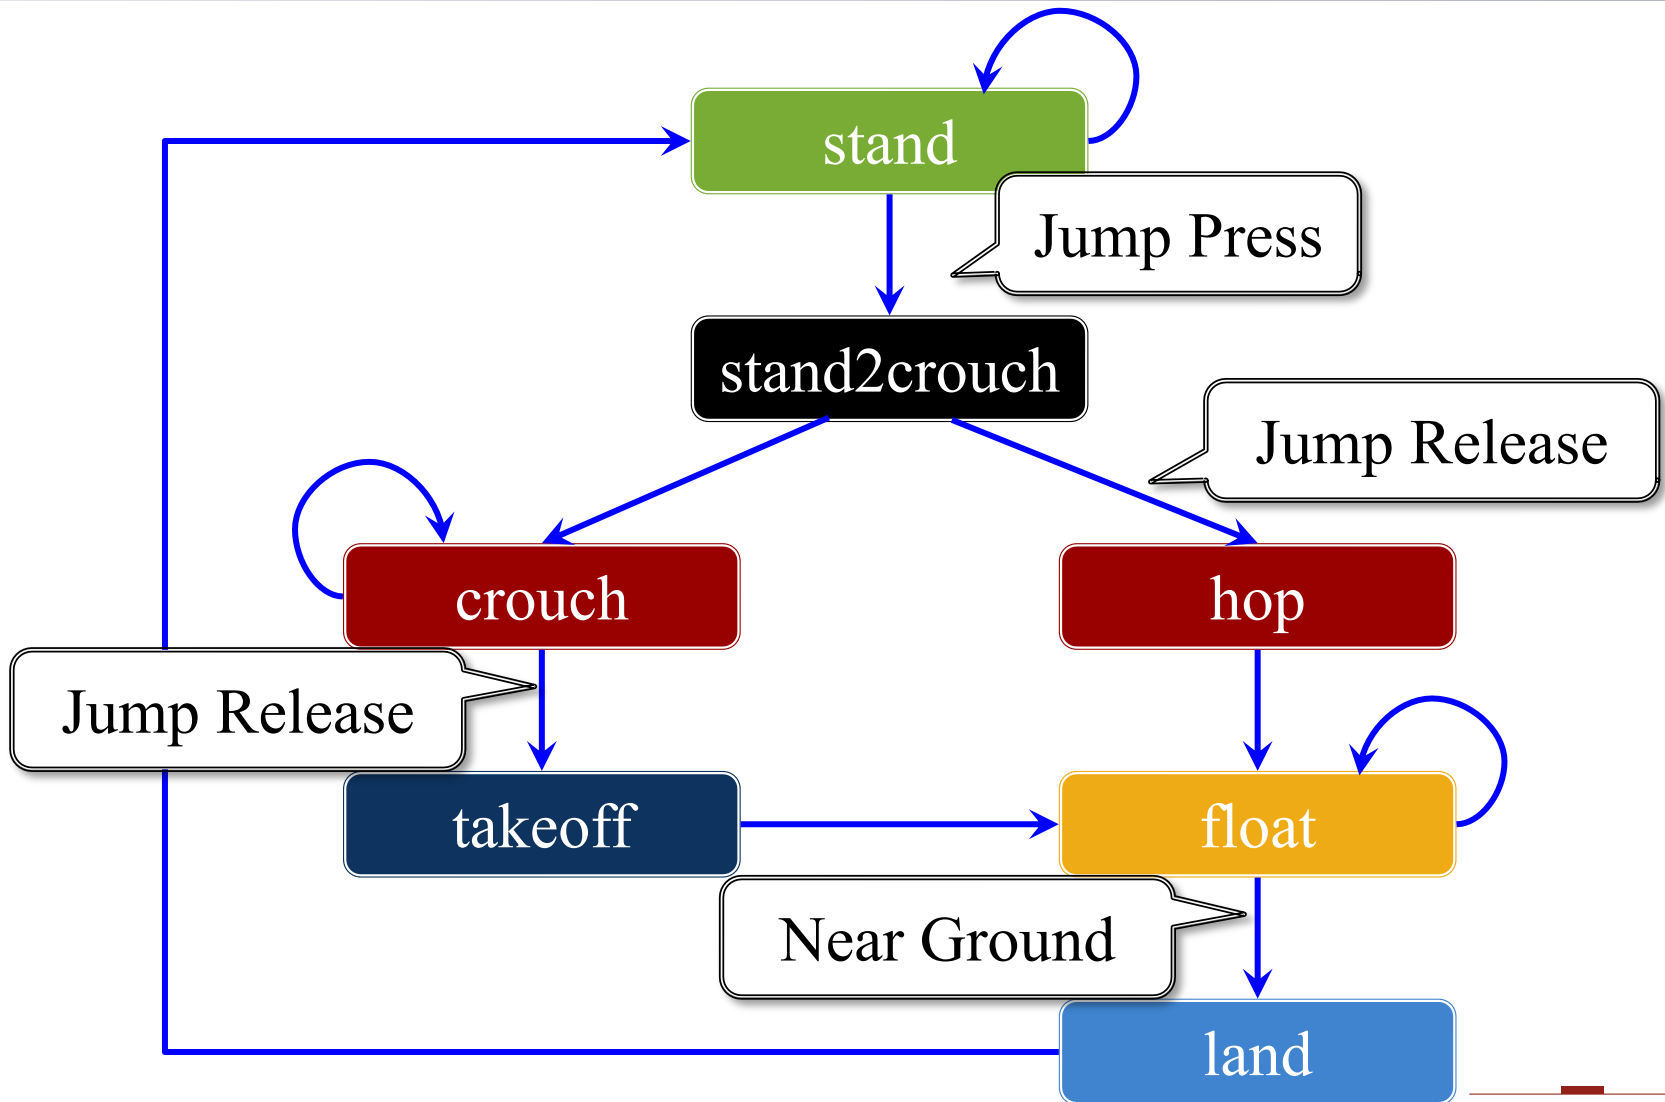 stand
Jump Press
stand2crouch
Jump Release
crouch
hop
Jump Release
takeoff
float
Near Ground
land